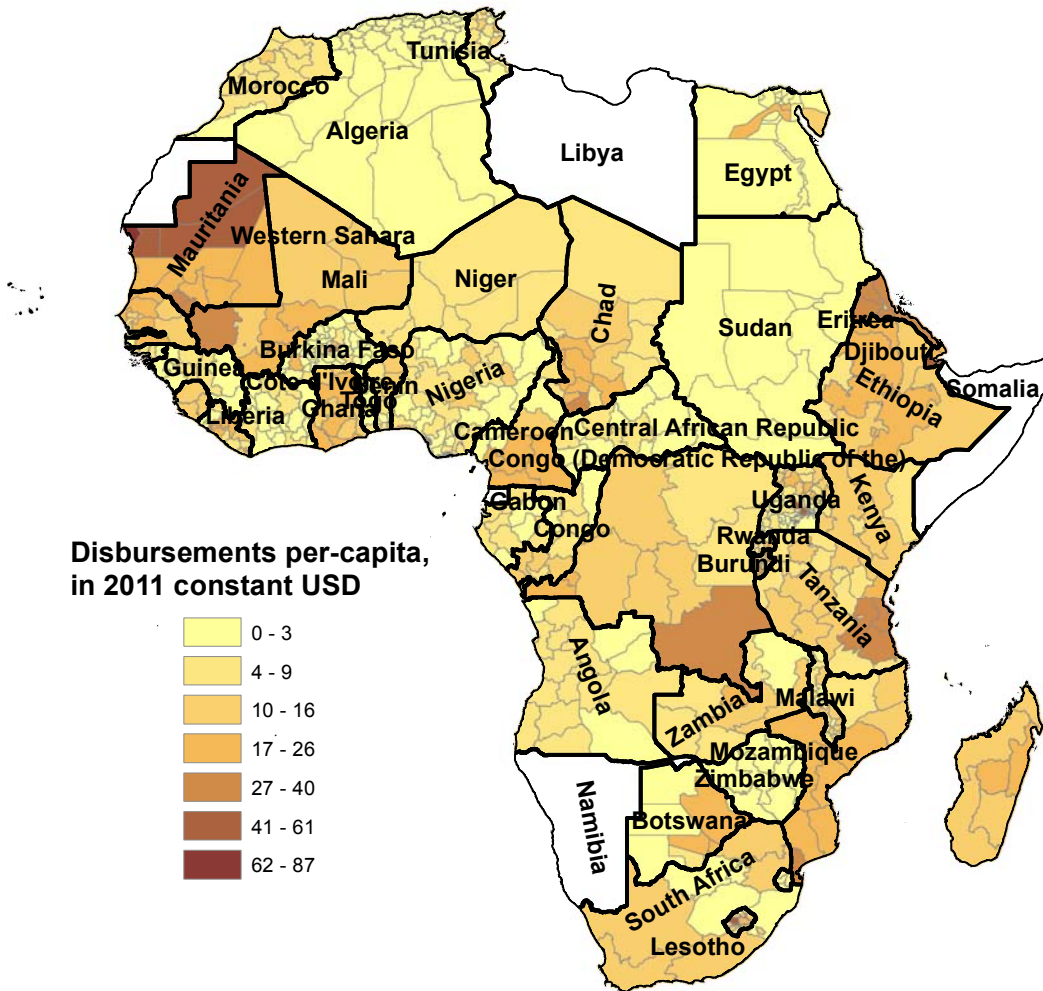 Tunisia
Morocco
Algeria
Libya
Egypt
Mauritania
Western Sahara
Mali
Niger
Chad
Sudan
Eritrea
Djibouti
Burkina Faso
Guinea
Cote d'Ivoire
Benin
Togo
Nigeria
Ethiopia
Somalia
Liberia
Ghana
Cameroon
Central African Republic
Congo (Democratic Republic of the)
Uganda
Kenya
Gabon
Congo
Rwanda
Burundi
Tanzania
Disbursements per-capita,
in 2011 constant USD
0 - 3
4 - 9
10 - 16
17 - 26
27 - 40
41 - 61
62 - 87
Angola
Zambia
Malawi
Mozambique
Zimbabwe
Namibia
Botswana
South Africa
Lesotho